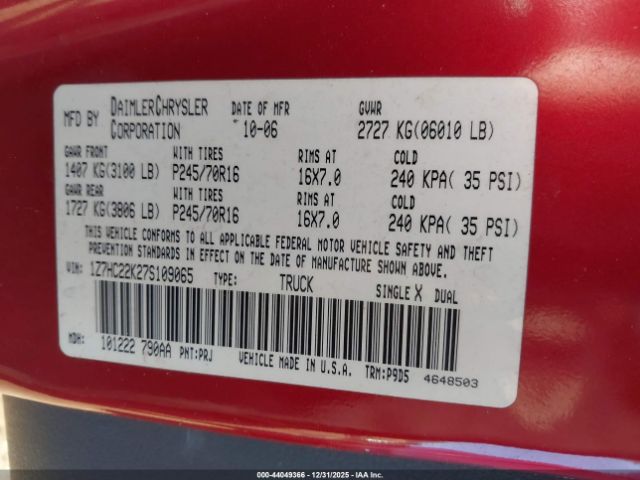 MFD BY DAIMLERCHRYSLER CORPORATION DATE OF MFR 10-06 GVWR 2727 KG(06010 LB)
GAWR FRONT WITH TIRES RIMS AT COLD
1407 KG(3100 LB) P245/70R16 16X7.0 240 KPA( 35 PSI)
GAWR REAR WITH TIRES RIMS AT COLD
1727 KG(3806 LB) P245/70R16 16X7.0 240 KPA( 35 PSI)
THIS VEHICLE CONFORMS TO ALL APPLICABLE FEDERAL MOTOR VEHICLE SAFETY AND THEFT
PREVENTION STANDARDS IN EFFECT ON THE DATE OF MANUFACTURE SHOWN ABOVE.
VIN: 1Z7HC22K27S109065 TYPE: TRUCK SINGLE X DUAL
MDH: 101222 790AA PNT:PRJ VEHICLE MADE IN U.S.A. TRM:P9D5 4648503
000-44049366 - 12/31/2025 - IAA Inc.